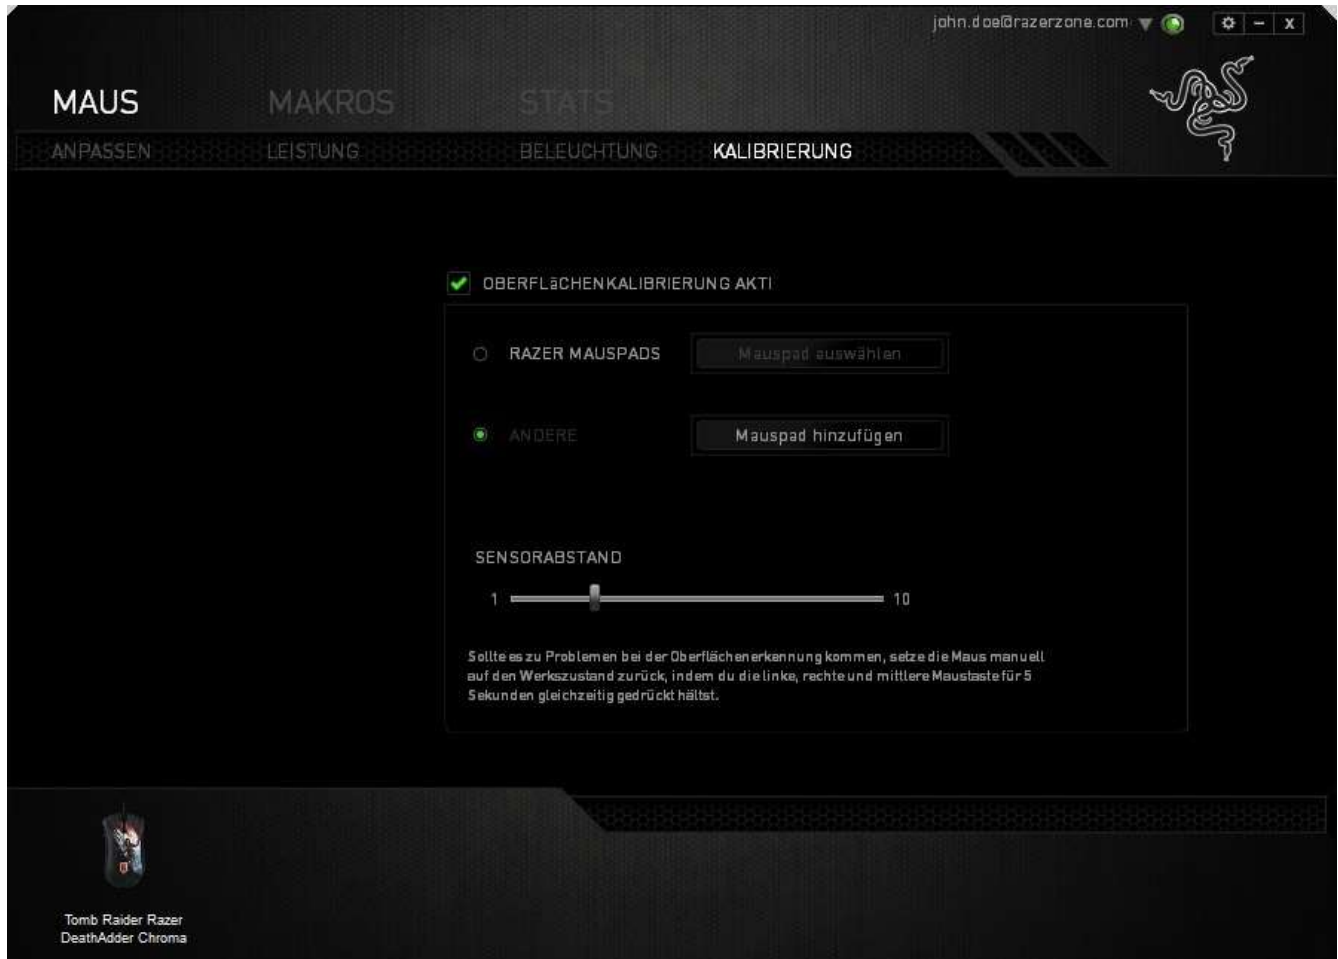 john.doe@razerzone.com
MAUS MAKROS STATS
ANPASSEN LEISTUNG BELEUCHTUNG KALIBRIERUNG
OBERFLäCHENKALIBRIERUNG AKTI
RAZER MAUSPADS Mauspad auswählen
ANDERE Mauspad hinzufügen
SENSORABSTAND
1 10
Sollte es zu Problemen bei der Oberflächenerkennung kommen, setze die Maus manuell
auf den Werkszustand zurück, indem du die linke, rechte und mittlere Maustaste für 5
Sekunden gleichzeitig gedrückt hältst.
Tomb Raider Razer
DeathAdder Chroma